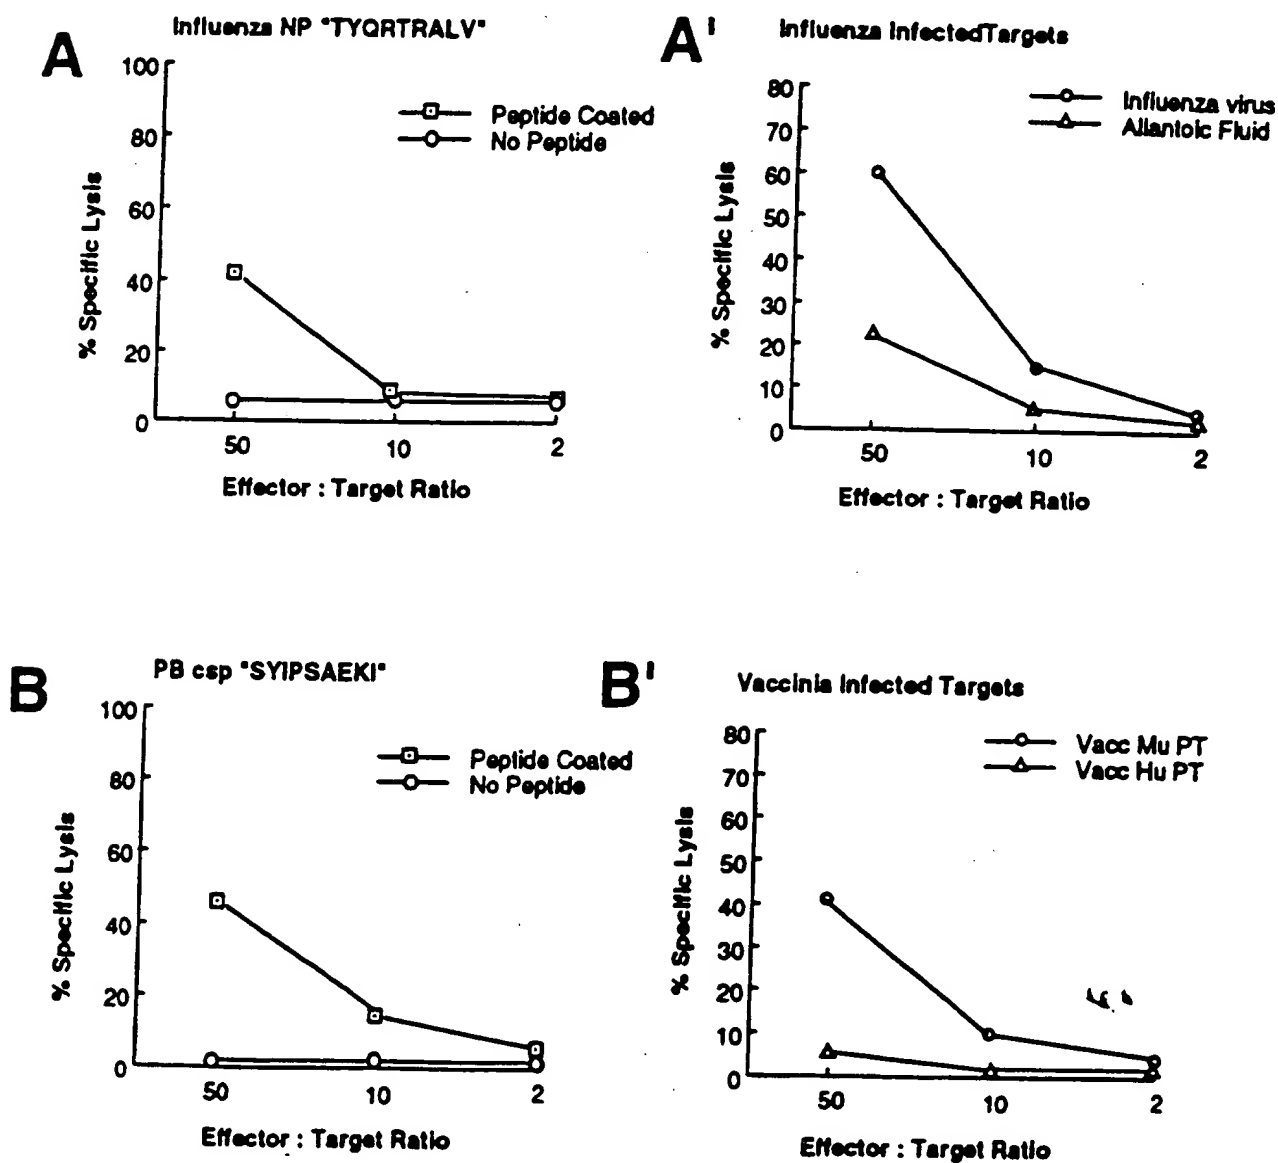 A
Influenza NP "TYQRTRALV"
100
80
60
40
20
0
% Specific Lysis
Peptide Coated
No Peptide
50 10 2
Effector : Target Ratio
A'
Influenza InfectedTargets
80
70
60
50
40
30
20
10
0
% Specific Lysis
Influenza virus
Allantoic Fluid
50 10 2
Effector : Target Ratio
B
PB csp "SYIPSAEKI"
100
80
60
40
20
0
% Specific Lysis
Peptide Coated
No Peptide
50 10 2
Effector : Target Ratio
B'
Vaccinia Infected Targets
80
70
60
50
40
30
20
10
0
% Specific Lysis
Vacc Mu PT
Vacc Hu PT
50 10 2
Effector : Target Ratio